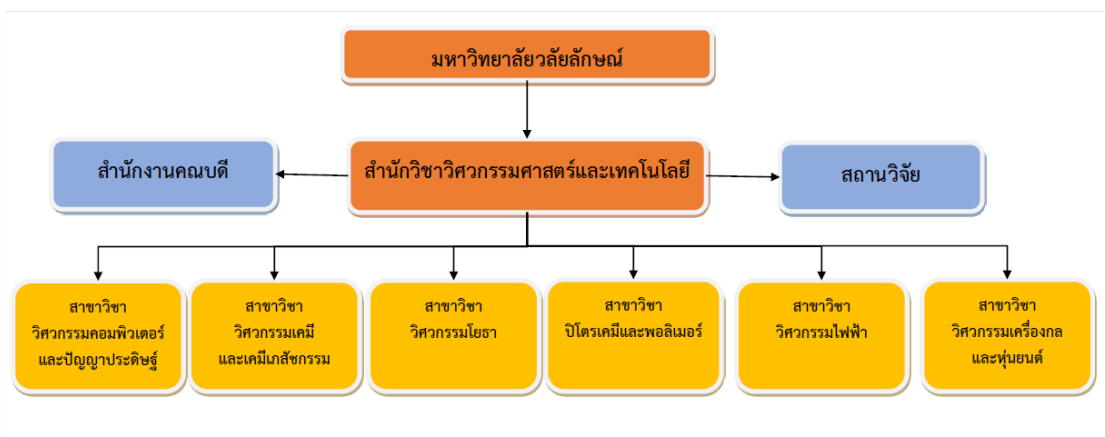 มหาวิทยาลัยวลัยลักษณ์
สำนักงานคณบดี
สำนักวิชาวิศวกรรมศาสตร์และเทคโนโลยี
สถานวิจัย
สาขาวิชา
วิศวกรรมคอมพิวเตอร์
และปัญญาประดิษฐ์
สาขาวิชา
วิศวกรรมเคมี
และเคมีเภสัชกรรม
สาขาวิชา
วิศวกรรมโยธา
สาขาวิชา
ปิโตรเคมีและพอลิเมอร์
สาขาวิชา
วิศวกรรมไฟฟ้า
สาขาวิชา
วิศวกรรมเครื่องกล
และหุ่นยนต์